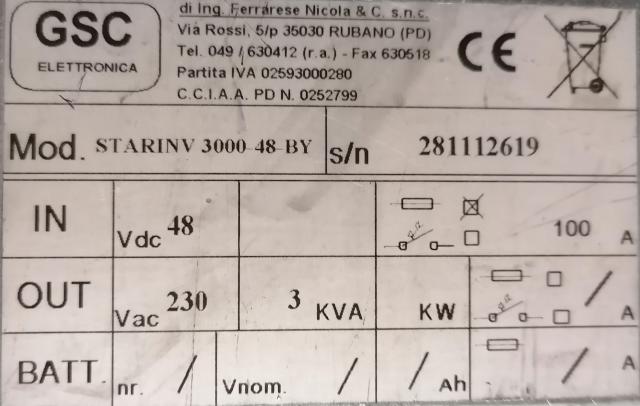 GSC
ELETTRONICA
di Ing. Ferrarese Nicola & C. s.n.c.
Via Rossi, 5/p 35030 RUBANO (PD)
Tel. 049 / 630412 (r.a.) - Fax 630518
Partita IVA 02593000280
C.C.I.A.A. PD N. 0252799
CE
Mod. STARINV 3000-48-BY s/n 281112619
IN Vdc 48 100 A
OUT Vac 230 3 KVA KW / A
BATT. nr. / Vnom. / / Ah / A